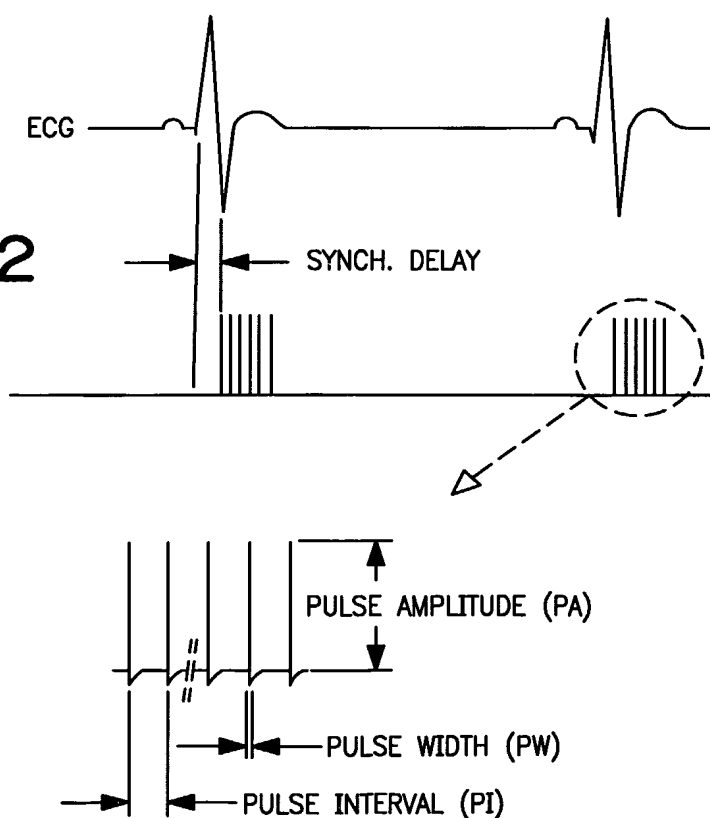 ECG
2
SYNCH. DELAY
PULSE AMPLITUDE (PA)
PULSE WIDTH (PW)
PULSE INTERVAL (PI)